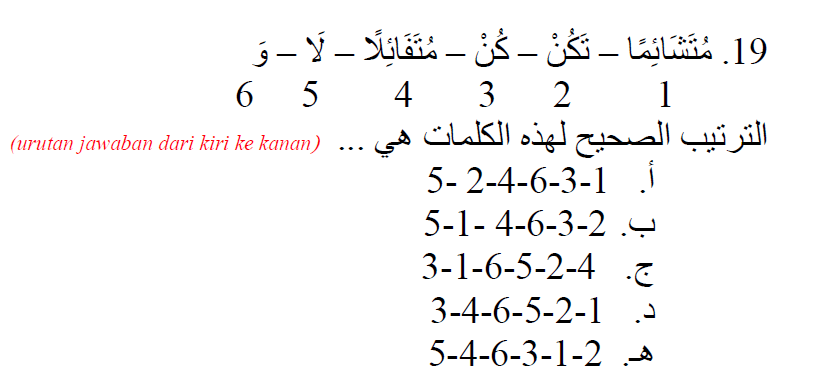 19. مُتَشَائِمًا – تَكُنْ – كُنْ – مُتَفَائِلًا – لَا – وَ
1 2 3 4 5 6
الترتيب الصحيح لهذه الكلمات هي ... (urutan jawaban dari kiri ke kanan)
أ. 5- 2-4-6-3-1
ب. 5-1- 4-6-3-2
ج. 3-1-6-5-2-4
د. 3-4-6-5-2-1
هـ. 5-4-6-3-1-2